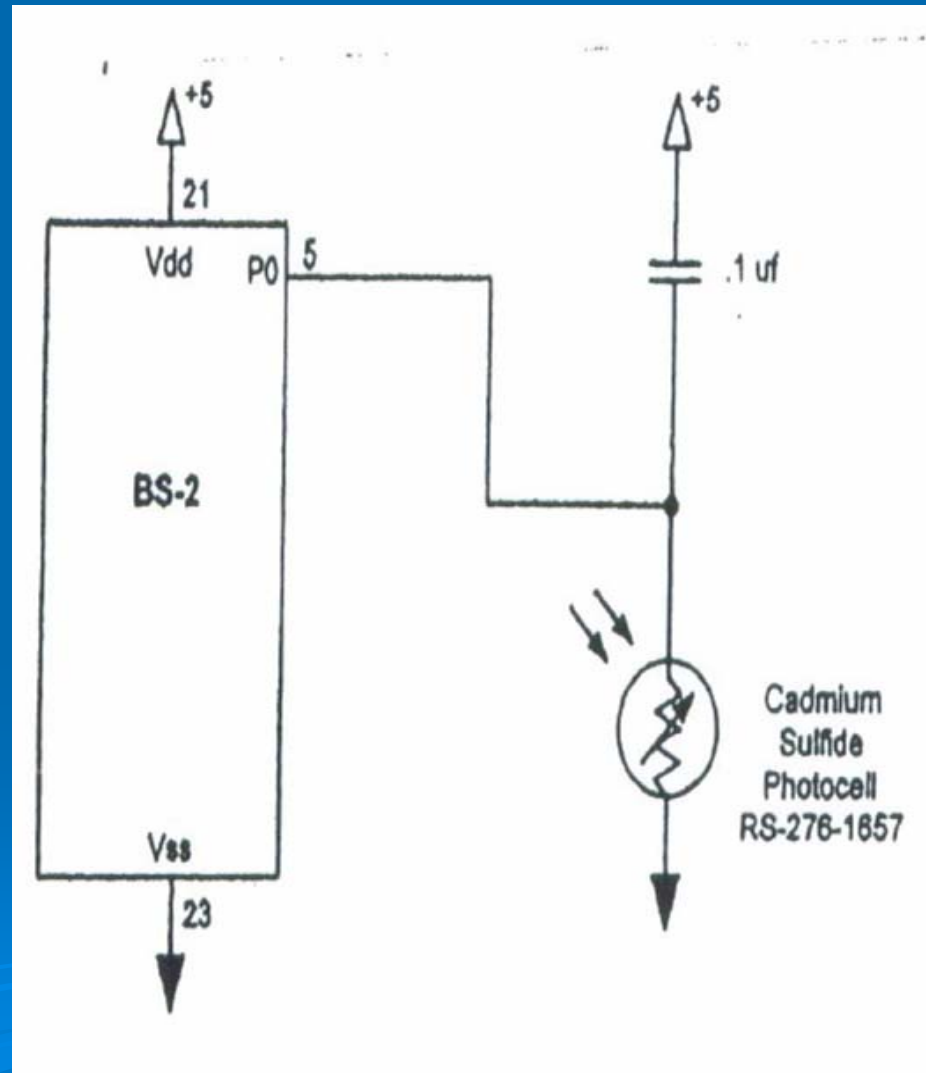 +5
+5
21
Vdd
P0
5
.1 uf
BS-2
Cadmium
Sulfide
Photocell
RS-276-1657
Vss
23